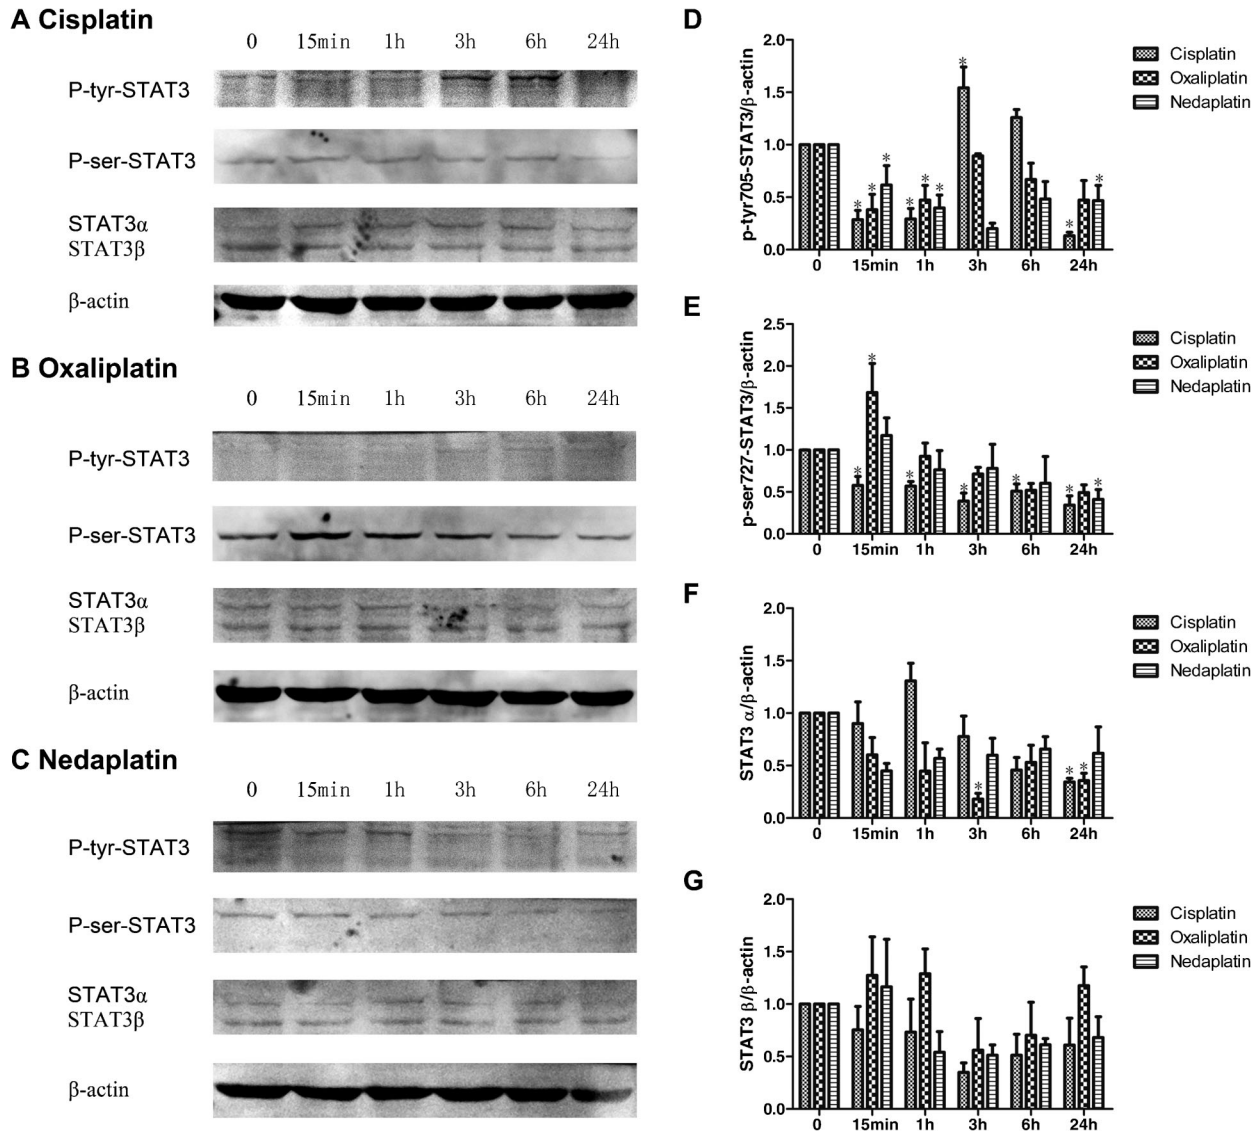 A Cisplatin
0 15min 1h 3h 6h 24h
P-tyr-STAT3
P-ser-STAT3
STAT3α
STAT3β
β-actin
B Oxaliplatin
0 15min 1h 3h 6h 24h
P-tyr-STAT3
P-ser-STAT3
STAT3α
STAT3β
β-actin
C Nedaplatin
0 15min 1h 3h 6h 24h
P-tyr-STAT3
P-ser-STAT3
STAT3α
STAT3β
β-actin
D
p-tyr705-STAT3/β-actin
2.0
1.5
1.0
0.5
0.0
* * * * * * * * *
0 15min 1h 3h 6h 24h
Cisplatin
Oxaliplatin
Nedaplatin
E
p-ser727-STAT3/β-actin
2.5
2.0
1.5
1.0
0.5
0.0
* * * * * * *
0 15min 1h 3h 6h 24h
Cisplatin
Oxaliplatin
Nedaplatin
F
STAT3 α/β-actin
2.0
1.5
1.0
0.5
0.0
* * *
0 15min 1h 3h 6h 24h
Cisplatin
Oxaliplatin
Nedaplatin
G
STAT3 β/β-actin
2.0
1.5
1.0
0.5
0.0
0 15min 1h 3h 6h 24h
Cisplatin
Oxaliplatin
Nedaplatin